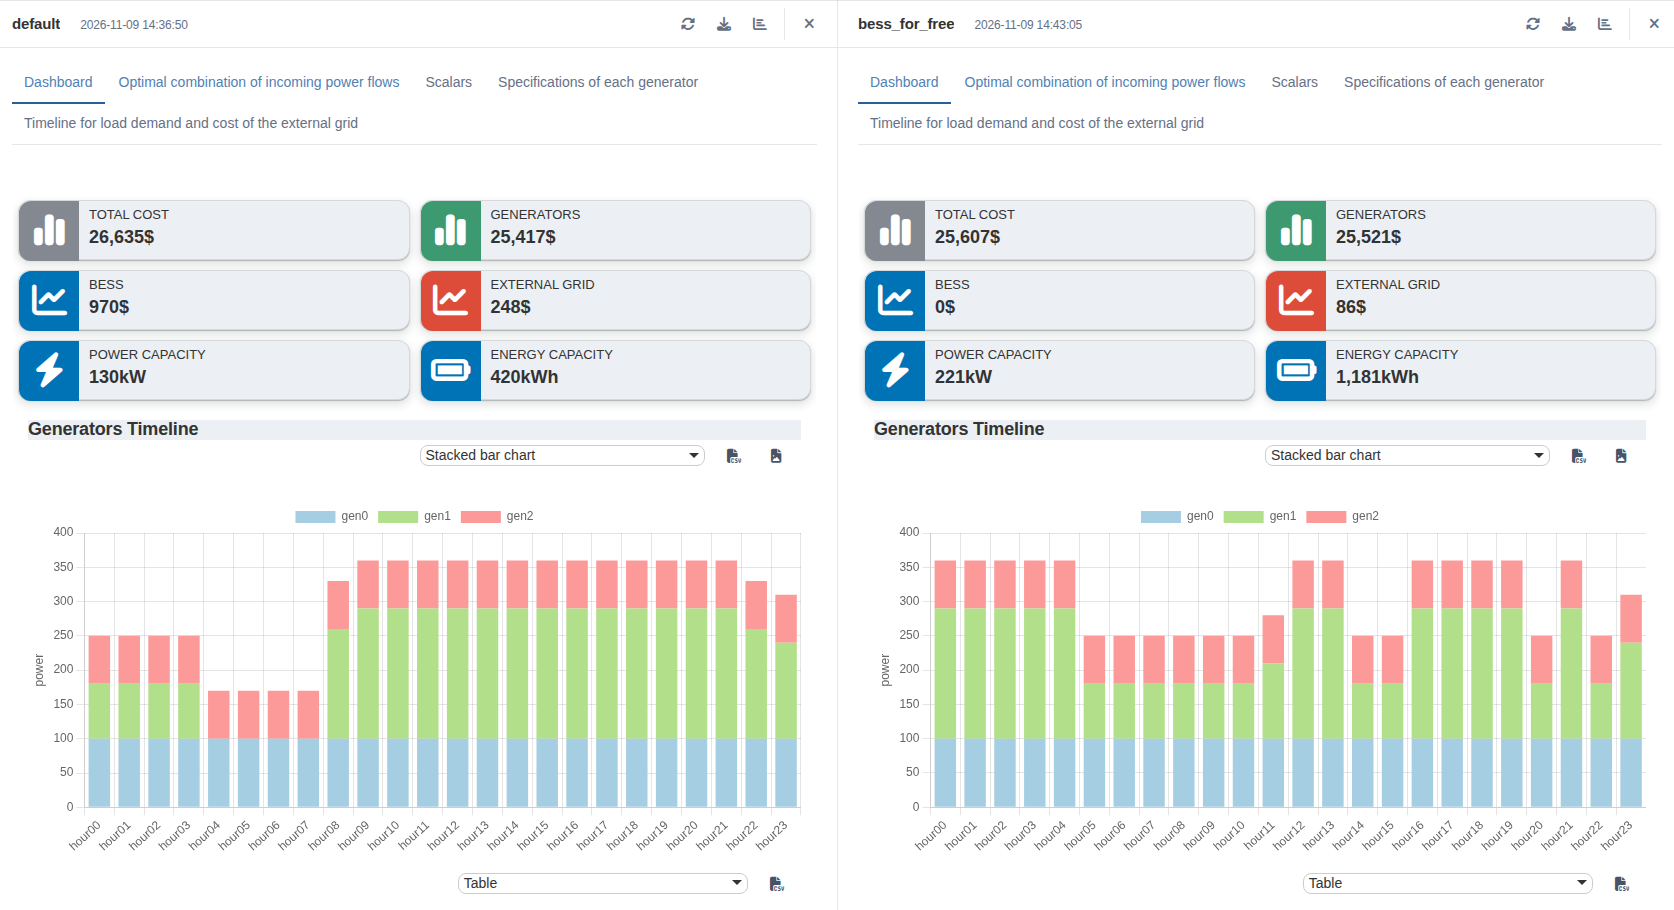 default 2026-11-09 14:36:50
Dashboard Optimal combination of incoming power flows Scalars Specifications of each generator
Timeline for load demand and cost of the external grid
TOTAL COST
26,635$
GENERATORS
25,417$
BESS
970$
EXTERNAL GRID
248$
POWER CAPACITY
130kW
ENERGY CAPACITY
420kWh
Generators Timeline
Stacked bar chart
CSV
gen0 gen1 gen2
400
350
300
250
200
150
100
50
0
power
hour00 hour01 hour02 hour03 hour04 hour05 hour06 hour07 hour08 hour09 hour10 hour11 hour12 hour13 hour14 hour15 hour16 hour17 hour18 hour19 hour20 hour21 hour22 hour23
Table
CSV
bess_for_free 2026-11-09 14:43:05
Dashboard Optimal combination of incoming power flows Scalars Specifications of each generator
Timeline for load demand and cost of the external grid
TOTAL COST
25,607$
GENERATORS
25,521$
BESS
0$
EXTERNAL GRID
86$
POWER CAPACITY
221kW
ENERGY CAPACITY
1,181kWh
Generators Timeline
Stacked bar chart
CSV
gen0 gen1 gen2
400
350
300
250
200
150
100
50
0
power
hour00 hour01 hour02 hour03 hour04 hour05 hour06 hour07 hour08 hour09 hour10 hour11 hour12 hour13 hour14 hour15 hour16 hour17 hour18 hour19 hour20 hour21 hour22 hour23
Table
CSV